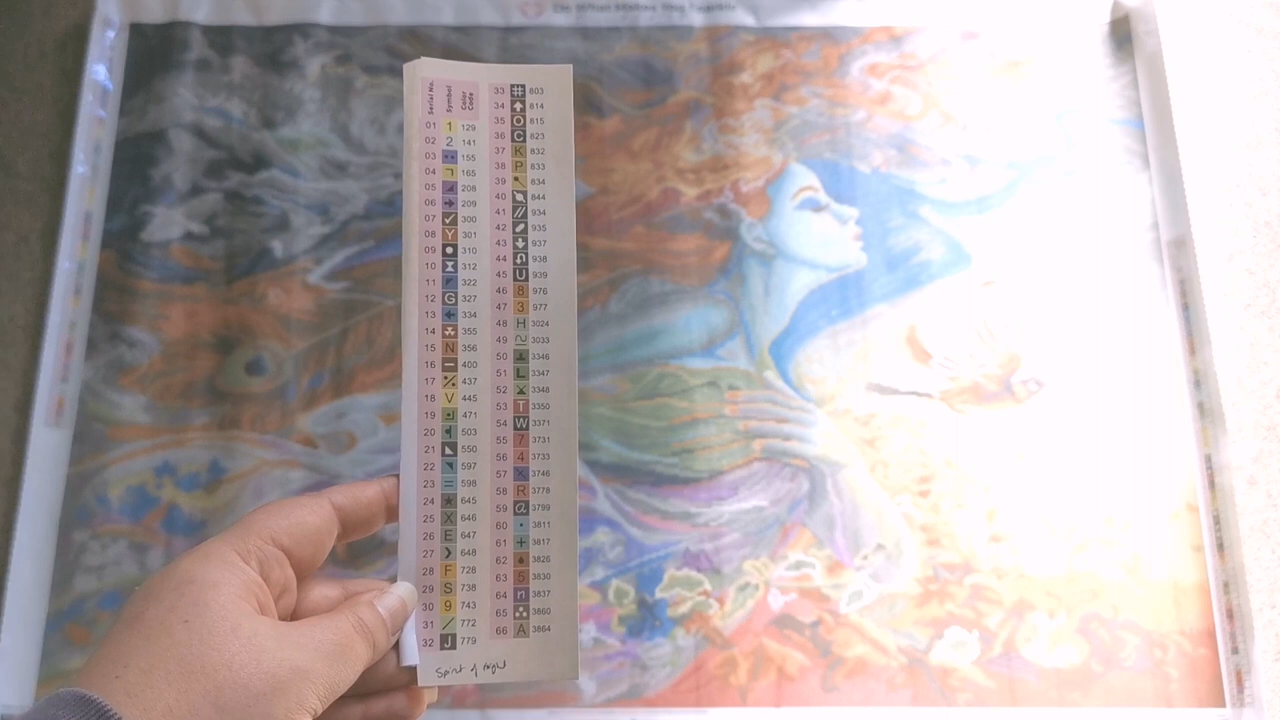 Serial No. Symbol Color Code
01 1 129
02 2 141
03 155
04 165
05 208
06 209
07 300
08 Y 301
09 310
10 312
11 322
12 G 327
13 334
14 355
15 N 356
16 400
17 437
18 V 445
19 471
20 503
21 550
22 597
23 = 598
24 ★ 645
25 X 646
26 E 647
27 648
28 F 728
29 S 738
30 9 743
31 / 772
32 J 779
33 # 803
34 814
35 O 815
36 C 823
37 K 832
38 P 833
39 834
40 844
41 // 934
42 935
43 937
44 938
45 U 939
46 8 976
47 3 977
48 H 3024
49 3033
50 3346
51 L 3347
52 3348
53 T 3350
54 W 3371
55 7 3731
56 4 3733
57 3746
58 R 3778
59 a 3799
60 3811
61 + 3817
62 3826
63 5 3830
64 n 3837
65 3860
66 A 3864
Spirit of